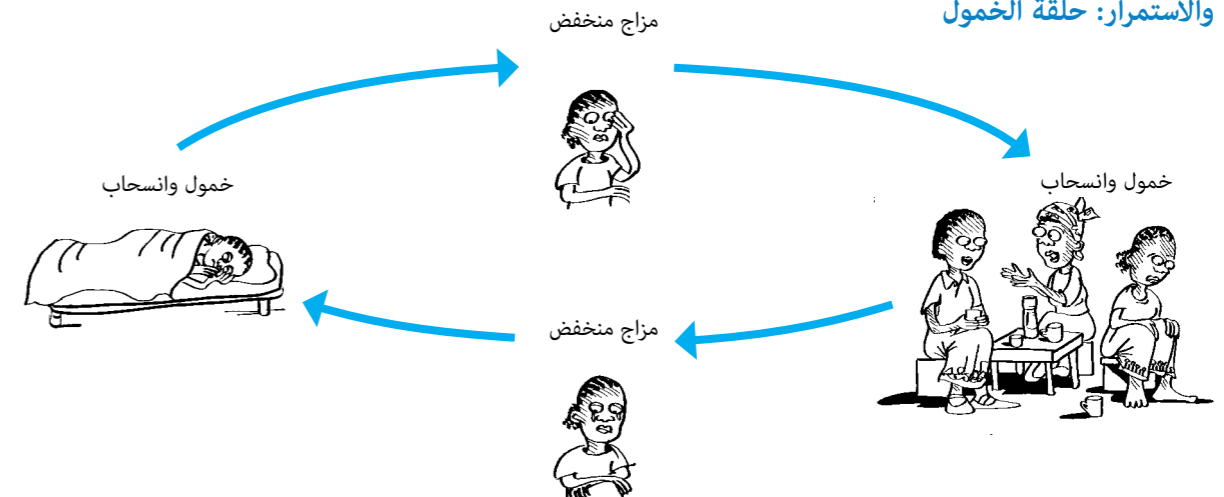 والاستمرار: حلقة الخمول
مزاج منخفض
خمول وانسحاب
خمول وانسحاب
مزاج منخفض